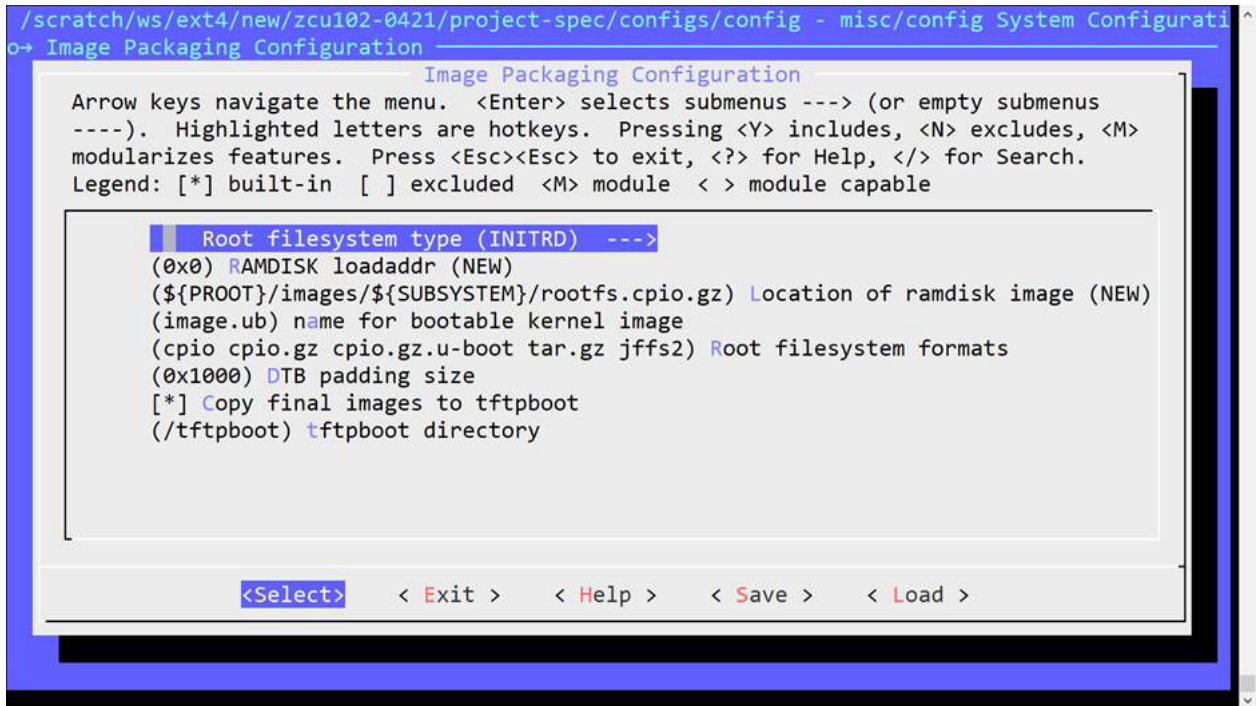 /scratch/ws/ext4/new/zcu102-0421/project-spec/configs/config - misc/config System Configurati
o→ Image Packaging Configuration
Image Packaging Configuration
Arrow keys navigate the menu.  <Enter> selects submenus ---> (or empty submenus
----).  Highlighted letters are hotkeys.  Pressing <Y> includes, <N> excludes, <M>
modularizes features.  Press <Esc><Esc> to exit, <?> for Help, </> for Search.
Legend: [*] built-in  [ ] excluded  <M> module  < > module capable
Root filesystem type (INITRD)  --->
(0x0) RAMDISK loadaddr (NEW)
(${PROOT}/images/${SUBSYSTEM}/rootfs.cpio.gz) Location of ramdisk image (NEW)
(image.ub) name for bootable kernel image
(cpio cpio.gz cpio.gz.u-boot tar.gz jffs2) Root filesystem formats
(0x1000) DTB padding size
[*] Copy final images to tftpboot
(/tftpboot) tftpboot directory
<Select>    < Exit >    < Help >    < Save >    < Load >